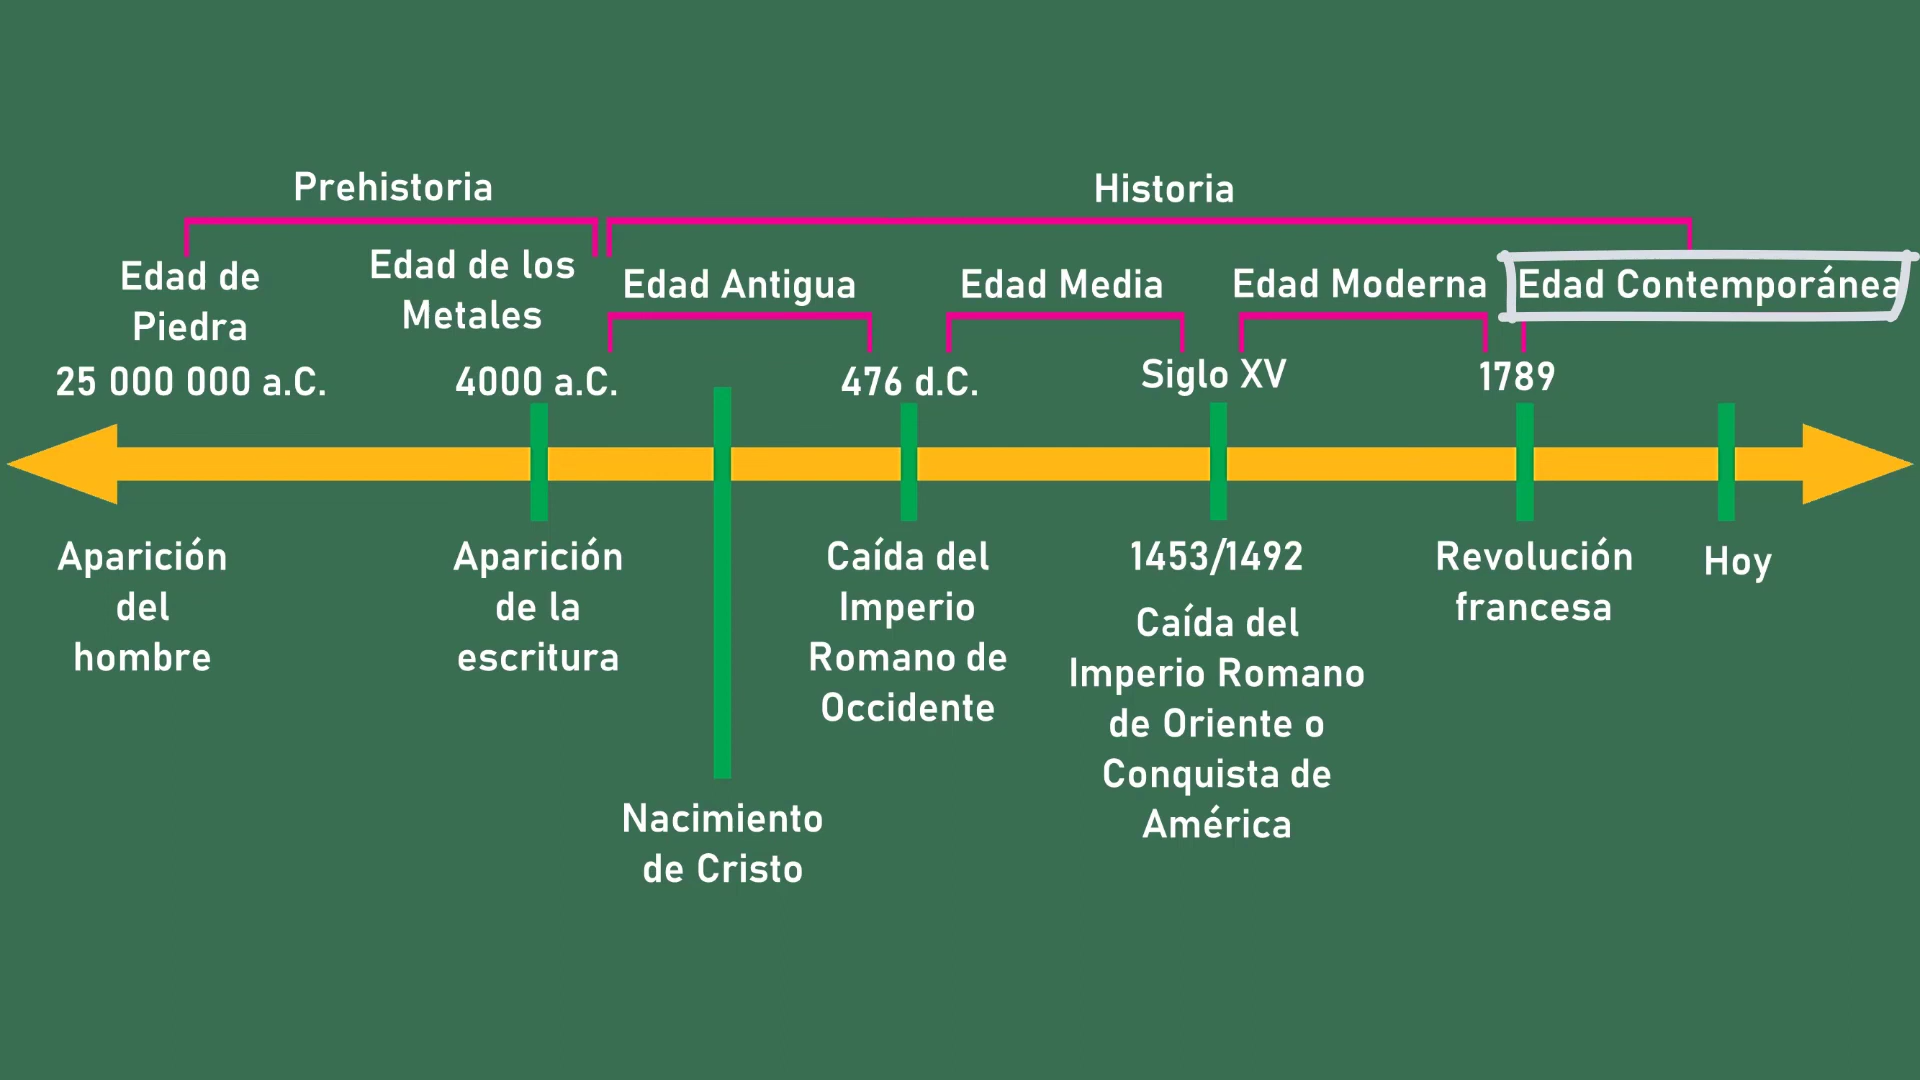 Prehistoria
Historia
Edad de
Piedra
Edad de los
Metales
Edad Antigua
Edad Media
Edad Moderna
Edad Contemporánea
25 000 000 a.C.
4000 a.C.
476 d.C.
Siglo XV
1789
Aparición
del
hombre
Aparición
de la
escritura
Nacimiento
de Cristo
Caída del
Imperio
Romano de
Occidente
1453/1492
Caída del
Imperio Romano
de Oriente o
Conquista de
América
Revolución
francesa
Hoy